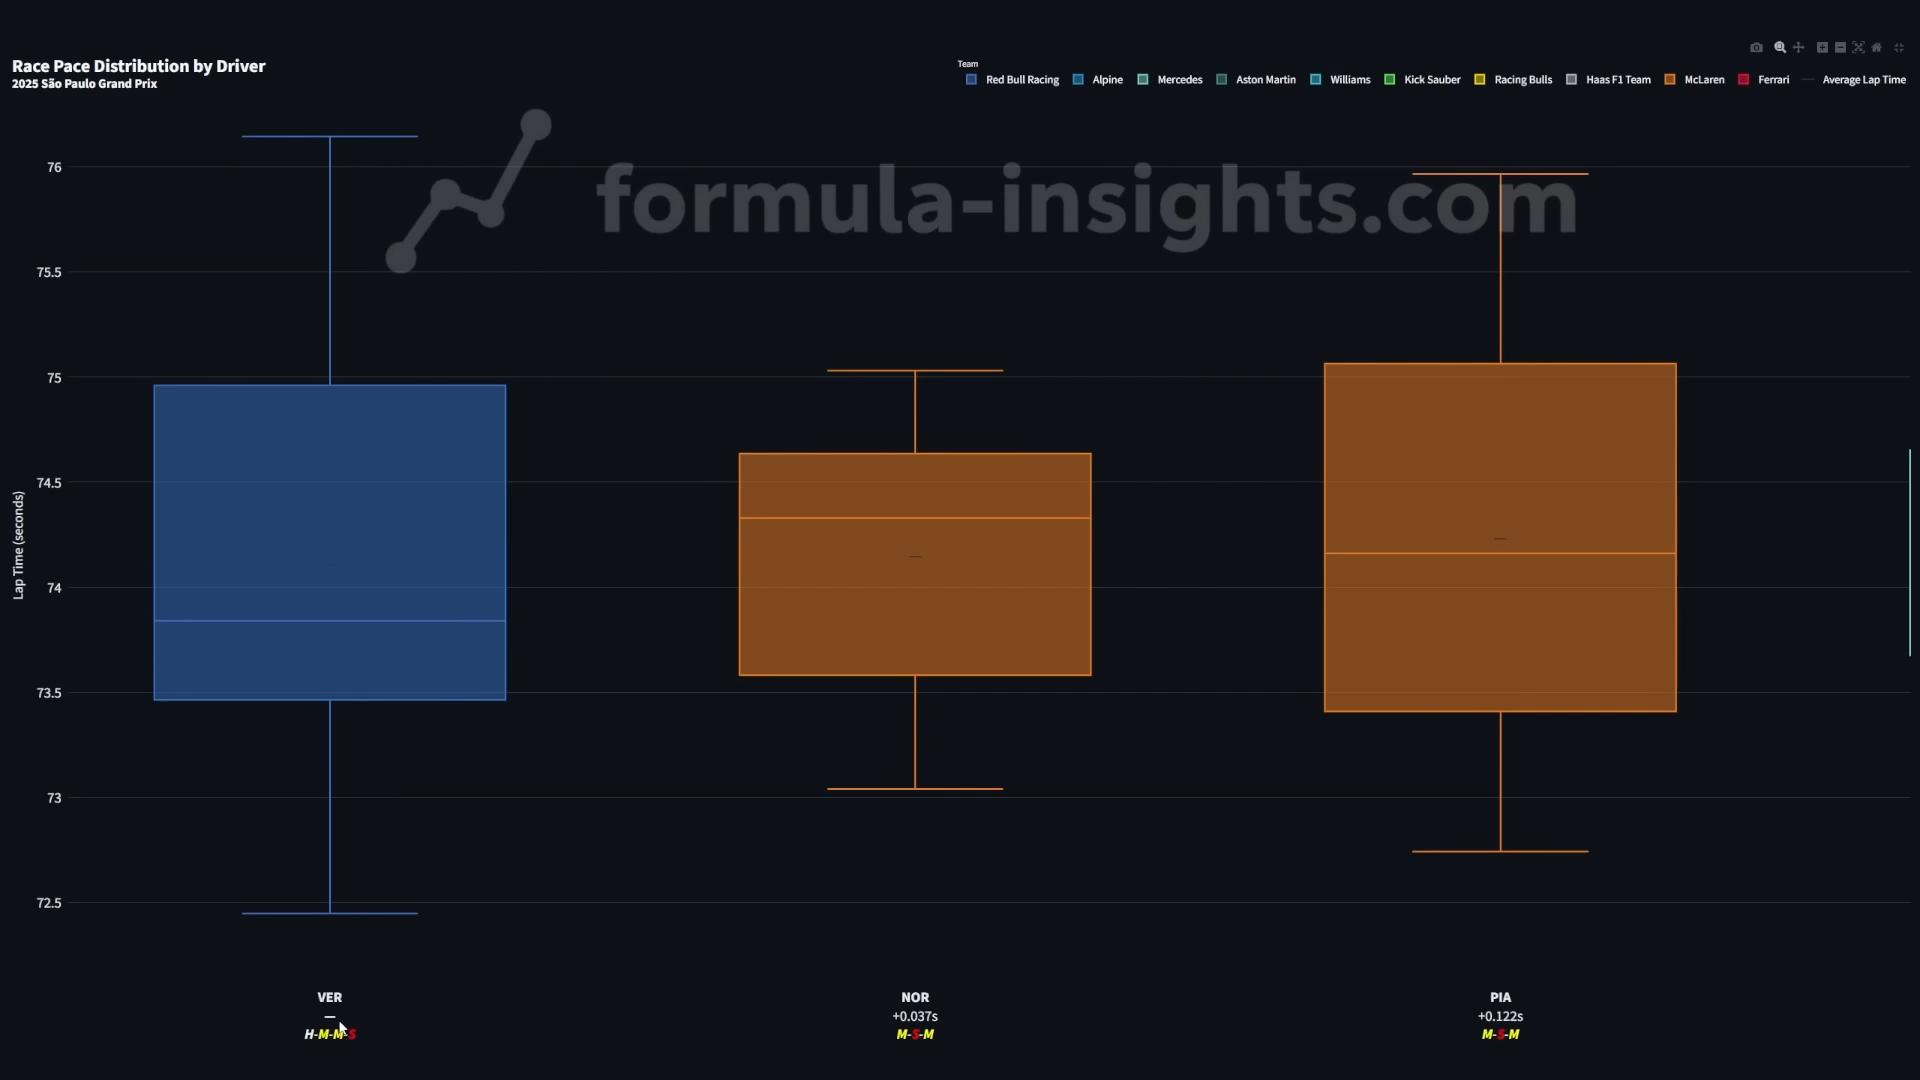 Race Pace Distribution by Driver
2025 São Paulo Grand Prix
Team
Red Bull Racing Alpine Mercedes Aston Martin Williams Kick Sauber Racing Bulls Haas F1 Team McLaren Ferrari Average Lap Time
formula-insights.com
76
75.5
75
74.5
74
73.5
73
72.5
Lap Time (seconds)
VER NOR PIA
— +0.037s +0.122s
H-M-M-S M-S-M M-S-M